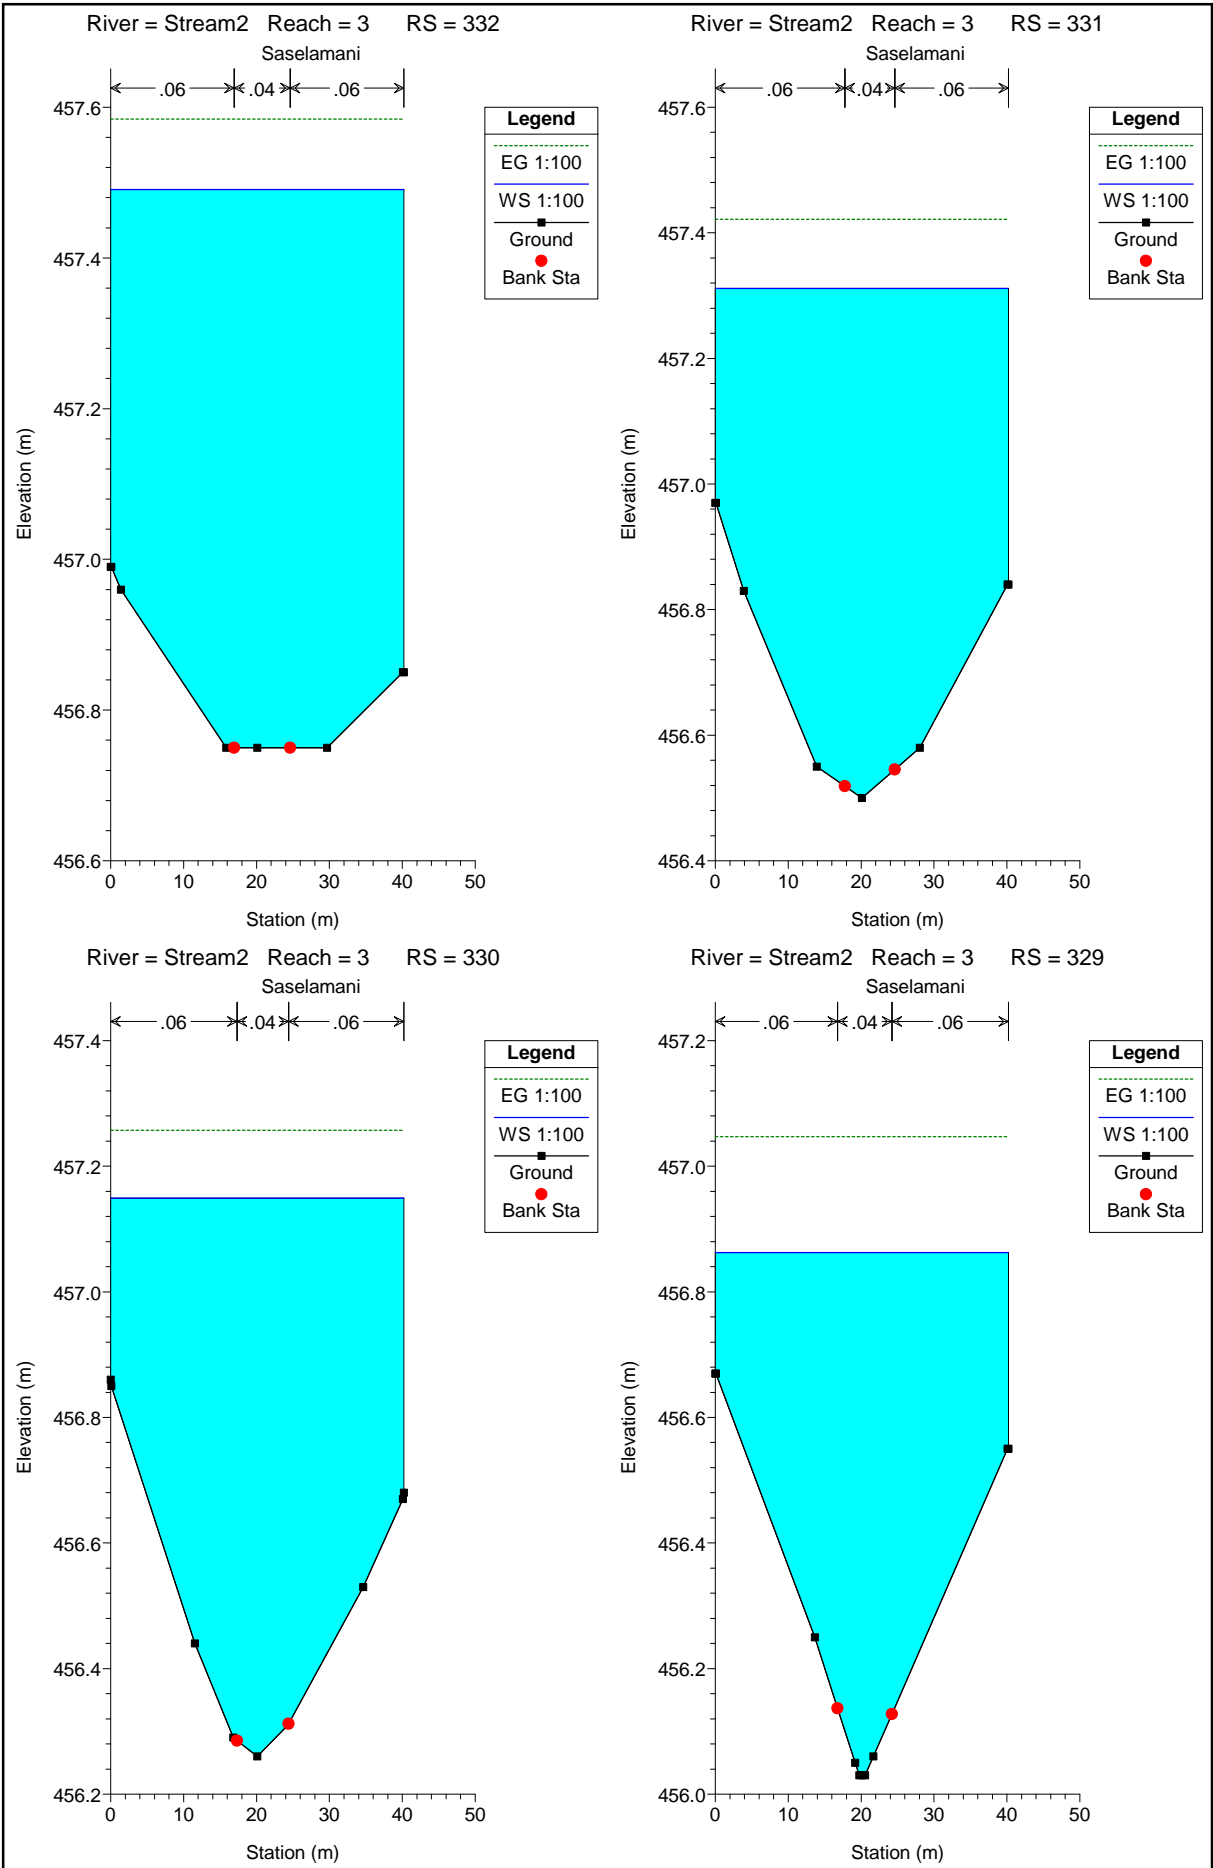 River = Stream2 Reach = 3 RS = 332
Saselamani
.06 .04 .06
457.6
457.4
457.2
457.0
456.8
456.6
Elevation (m)
0 10 20 30 40 50
Station (m)
Legend
EG 1:100
WS 1:100
Ground
Bank Sta
River = Stream2 Reach = 3 RS = 331
Saselamani
.06 .04 .06
457.6
457.4
457.2
457.0
456.8
456.6
456.4
Elevation (m)
0 10 20 30 40 50
Station (m)
Legend
EG 1:100
WS 1:100
Ground
Bank Sta
River = Stream2 Reach = 3 RS = 330
Saselamani
.06 .04 .06
457.4
457.2
457.0
456.8
456.6
456.4
456.2
Elevation (m)
0 10 20 30 40 50
Station (m)
Legend
EG 1:100
WS 1:100
Ground
Bank Sta
River = Stream2 Reach = 3 RS = 329
Saselamani
.06 .04 .06
457.2
457.0
456.8
456.6
456.4
456.2
456.0
Elevation (m)
0 10 20 30 40 50
Station (m)
Legend
EG 1:100
WS 1:100
Ground
Bank Sta